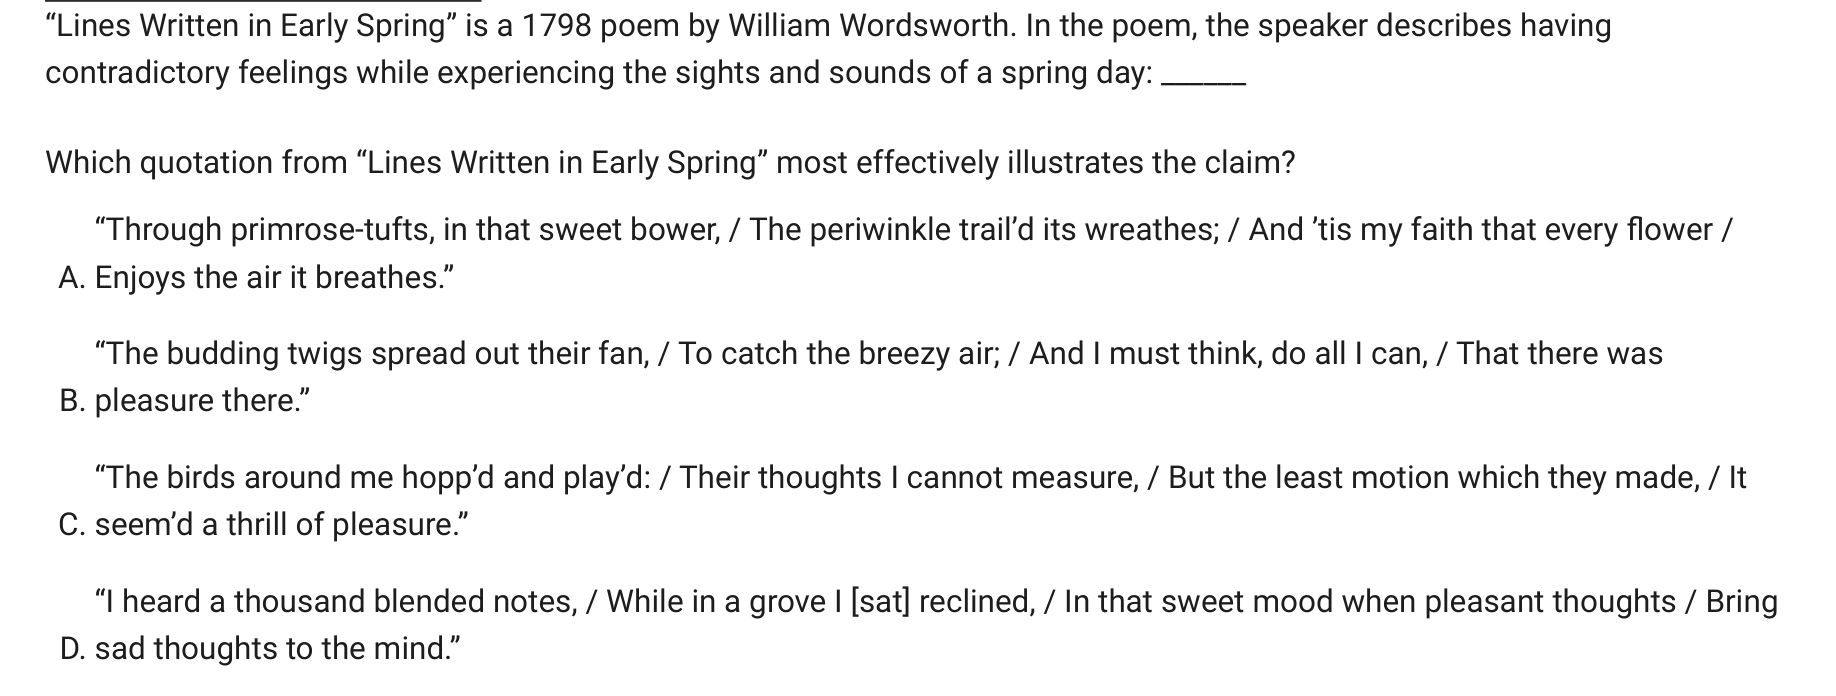 “Lines Written in Early Spring” is a 1798 poem by William Wordsworth. In the poem, the speaker describes having
contradictory feelings while experiencing the sights and sounds of a spring day: ______
Which quotation from “Lines Written in Early Spring” most effectively illustrates the claim?
“Through primrose-tufts, in that sweet bower, / The periwinkle trail’d its wreathes; / And ’tis my faith that every flower /
A. Enjoys the air it breathes.”
“The budding twigs spread out their fan, / To catch the breezy air; / And I must think, do all I can, / That there was
B. pleasure there.”
“The birds around me hopp’d and play’d: / Their thoughts I cannot measure, / But the least motion which they made, / It
C. seem’d a thrill of pleasure.”
“I heard a thousand blended notes, / While in a grove I [sat] reclined, / In that sweet mood when pleasant thoughts / Bring
D. sad thoughts to the mind.”